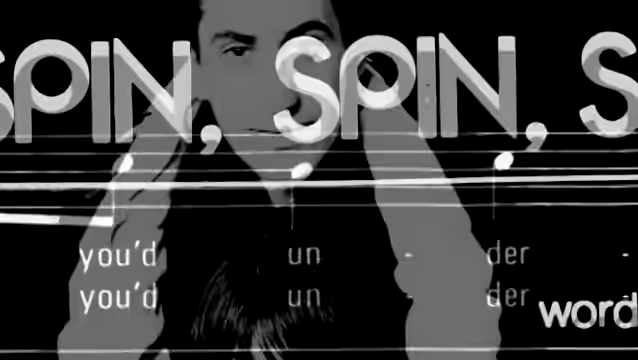 SPIN, SPIN, S
you'd un - der -
you'd un - der
word